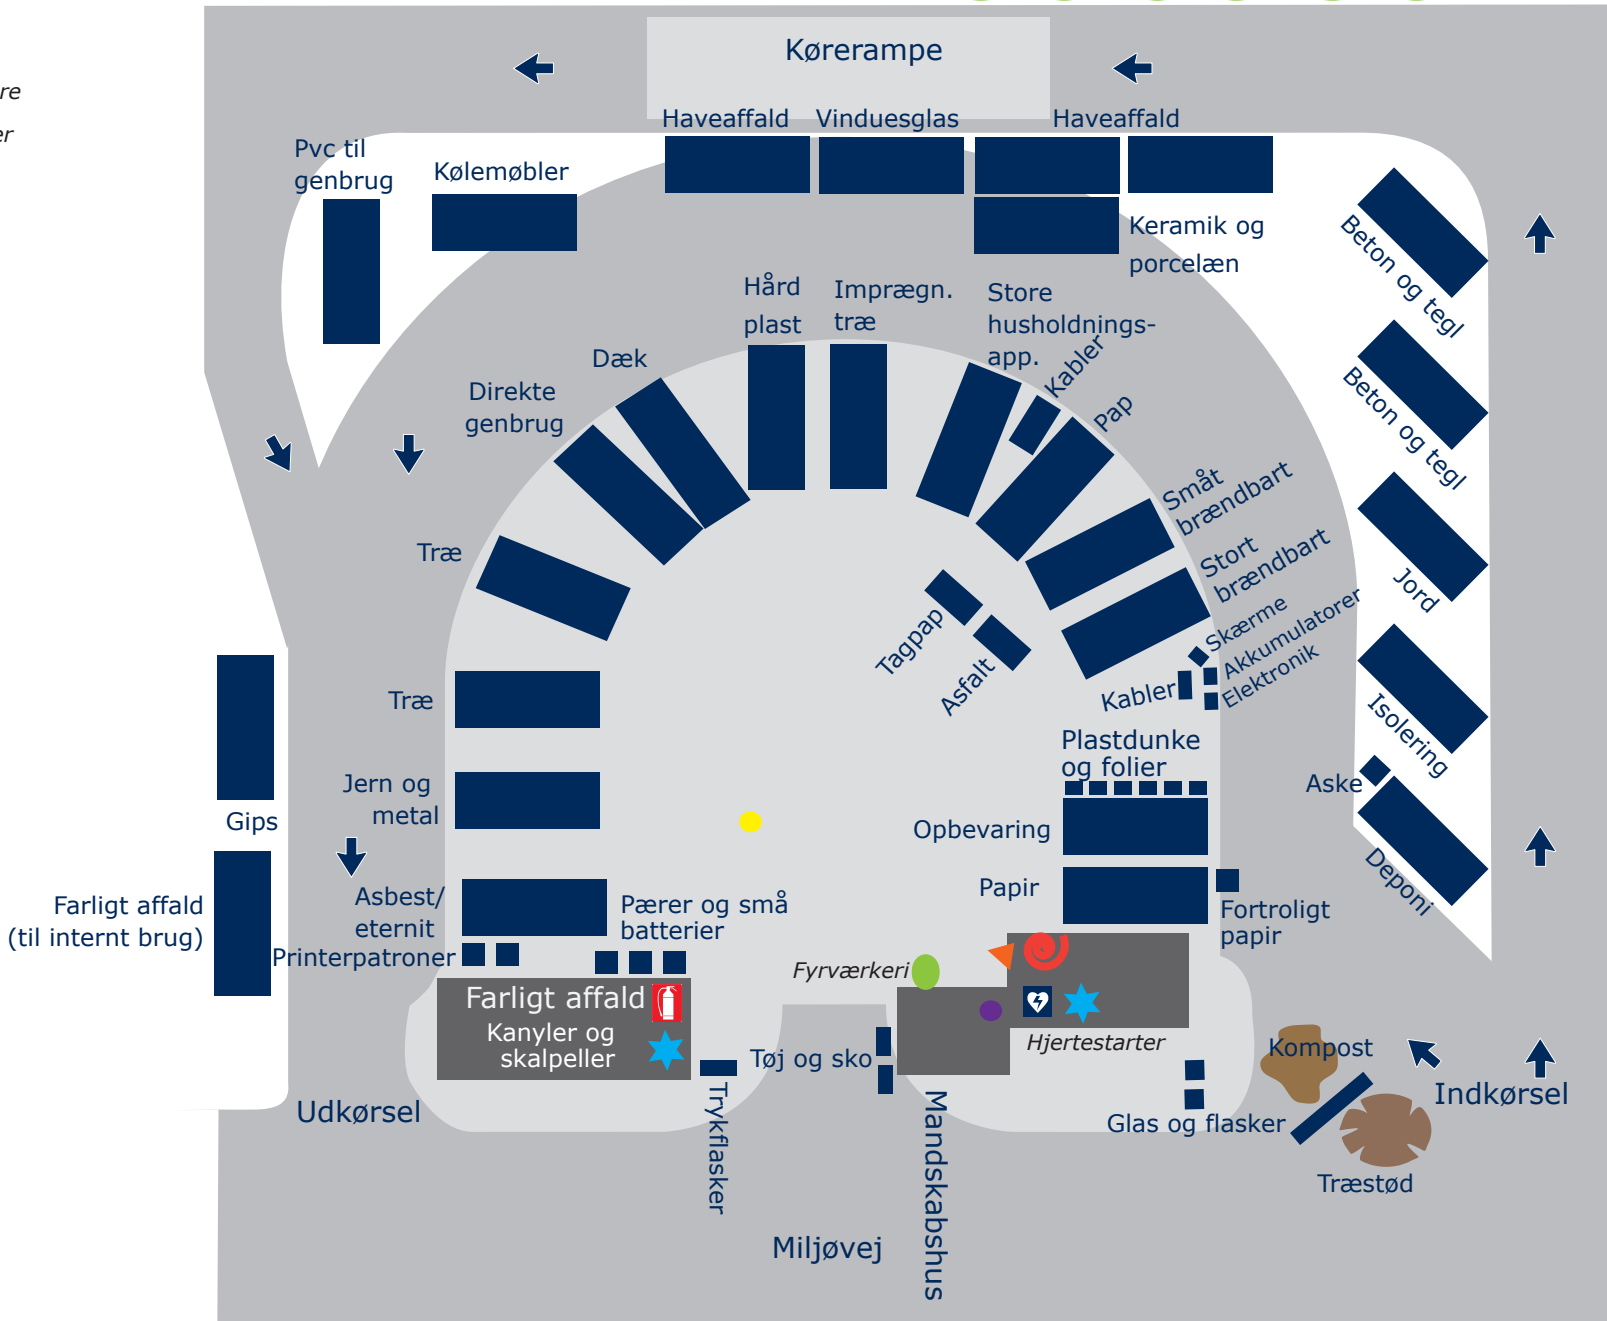 Kørerampe
re
er
Haveaffald
Vinduesglas
Haveaffald
Pvc til
genbrug
Kølemøbler
Keramik og
porcelæn
Beton og tegl
Hård
plast
Imprægn.
træ
Store
husholdnings-
app.
Kabler
Dæk
Pap
Direkte
genbrug
Beton og tegl
Småt
brændbart
Stort
brændbart
Træ
Jord
Tagpap
Asfalt
Skærme
Akkumulatorer
Elektronik
Kabler
Træ
Isolering
Plastdunke
og folier
Jern og
metal
Aske
Gips
Opbevaring
Deponi
Papir
Asbest/
eternit
Pærer og små
batterier
Farligt affald
(til internt brug)
Fortroligt
papir
Printerpatroner
Fyrværkeri
Farligt affald
Kanyler og
skalpeller
Hjertestarter
Tøj og sko
Kompost
Indkørsel
Udkørsel
Trykflasker
Mandskabshus
Glas og flasker
Træstød
Miljøvej